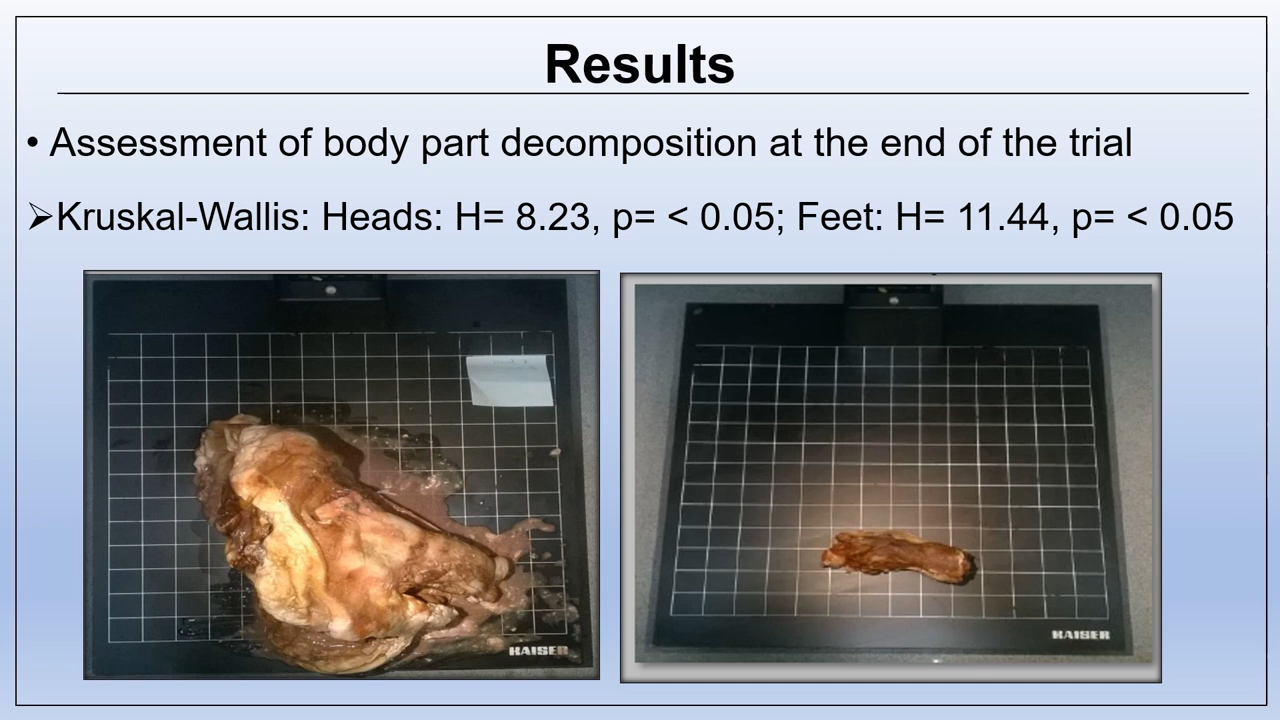 Results
• Assessment of body part decomposition at the end of the trial
➢Kruskal-Wallis: Heads: H= 8.23, p= < 0.05; Feet: H= 11.44, p= < 0.05
KAISER
KAISER